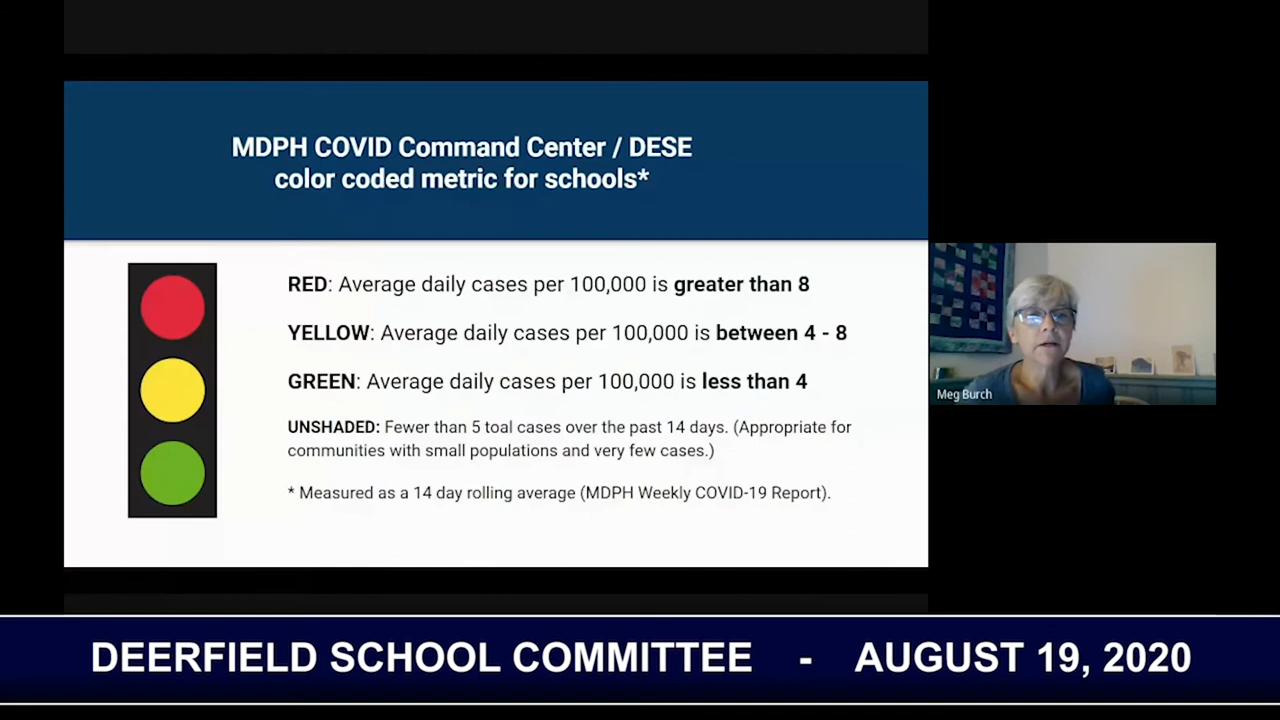 MDPH COVID Command Center / DESE
color coded metric for schools*
RED: Average daily cases per 100,000 is greater than 8
YELLOW: Average daily cases per 100,000 is between 4 - 8
GREEN: Average daily cases per 100,000 is less than 4
UNSHADED: Fewer than 5 toal cases over the past 14 days. (Appropriate for
communities with small populations and very few cases.)
* Measured as a 14 day rolling average (MDPH Weekly COVID-19 Report).
Meg Burch
DEERFIELD SCHOOL COMMITTEE - AUGUST 19, 2020